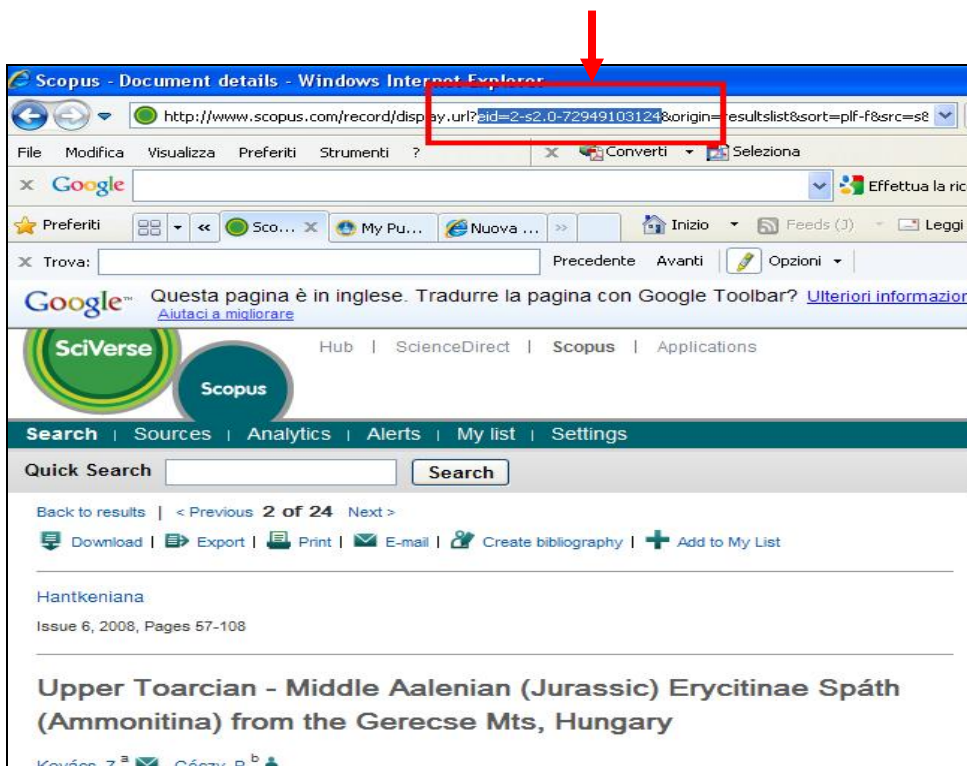 Scopus - Document details - Windows Internet Explorer
http://www.scopus.com/record/display.url?eid=2-s2.0-72949103124&origin=resultslist&sort=plf-f&src=s&
File Modifica Visualizza Preferiti Strumenti ? x Converti Seleziona
x Google Effettua la ric
Preferiti « Sco... X My Pu... Nuova ... » Inizio Feeds (J) Leggi
X Trova: Precedente Avanti Opzioni
Google™ Questa pagina è in inglese. Tradurre la pagina con Google Toolbar? Ulteriori informazion
Aiutaci a migliorare
SciVerse Hub | ScienceDirect | Scopus | Applications
Scopus
Search | Sources | Analytics | Alerts | My list | Settings
Quick Search Search
Back to results | < Previous 2 of 24 Next >
Download | Export | Print | E-mail | Create bibliography | Add to My List
Hantkeniana
Issue 6, 2008, Pages 57-108
Upper Toarcian - Middle Aalenian (Jurassic) Erycitinae Spáth
(Ammonitina) from the Gerecse Mts, Hungary
Kovács, Z. a Géczy, B. b